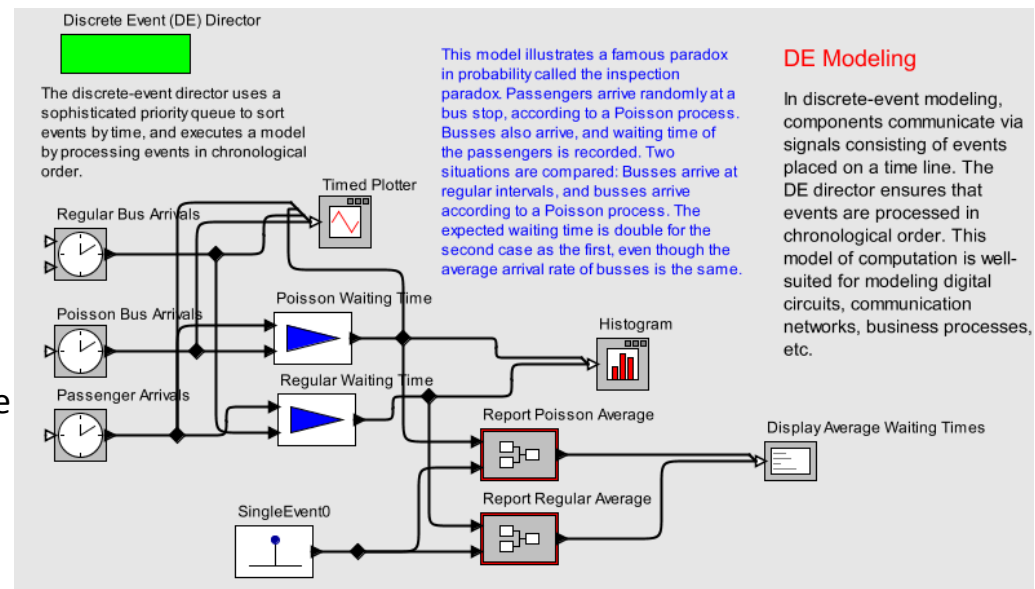 Discrete Event (DE) Director
The discrete-event director uses a
sophisticated priority queue to sort
events by time, and executes a model
by processing events in chronological
order.
This model illustrates a famous paradox
in probability called the inspection
paradox. Passengers arrive randomly at a
bus stop, according to a Poisson process.
Busses also arrive, and waiting time of
the passengers is recorded. Two
situations are compared: Busses arrive at
regular intervals, and busses arrive
according to a Poisson process. The
expected waiting time is double for the
second case as the first, even though the
average arrival rate of busses is the same.
DE Modeling
In discrete-event modeling,
components communicate via
signals consisting of events
placed on a time line. The
DE director ensures that
events are processed in
chronological order. This
model of computation is well-
suited for modeling digital
circuits, communication
networks, business processes,
etc.
Timed Plotter
Regular Bus Arrivals
Poisson Waiting Time
Poisson Bus Arrivals
Histogram
Regular Waiting Time
Passenger Arrivals
e
Report Poisson Average
Display Average Waiting Times
Report Regular Average
SingleEvent0